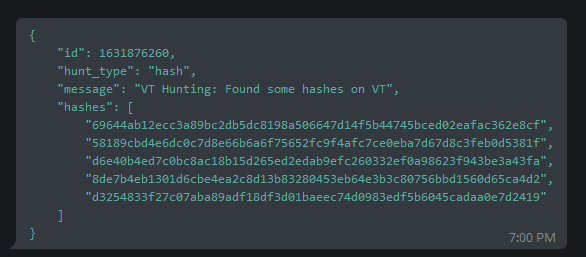 {
"id": 1631876260,
"hunt_type": "hash",
"message": "VT Hunting: Found some hashes on VT",
"hashes": [
"69644ab12ecc3a89bc2db5dc8198a506647d14f5b44745bced02eafac362e8cf",
"58189cbd4e6dc0c7d8e66b6a6f75652fc9f4afc7ce0eba7d67d8c3feb0d5381f",
"d6e40b4ed7c0bc8ac18b15d265ed2edab9efc260332ef0a98623f943be3a43fa",
"8de7b4eb1301d6cbe4ea2c8d13b83280453eb64e3b3c80756bbd1560d65ca4d2",
"d3254833f27c07aba89adf18df3d01baeec74d0983edf5b6045cadaa0e7d2419"
]
}
7:00 PM